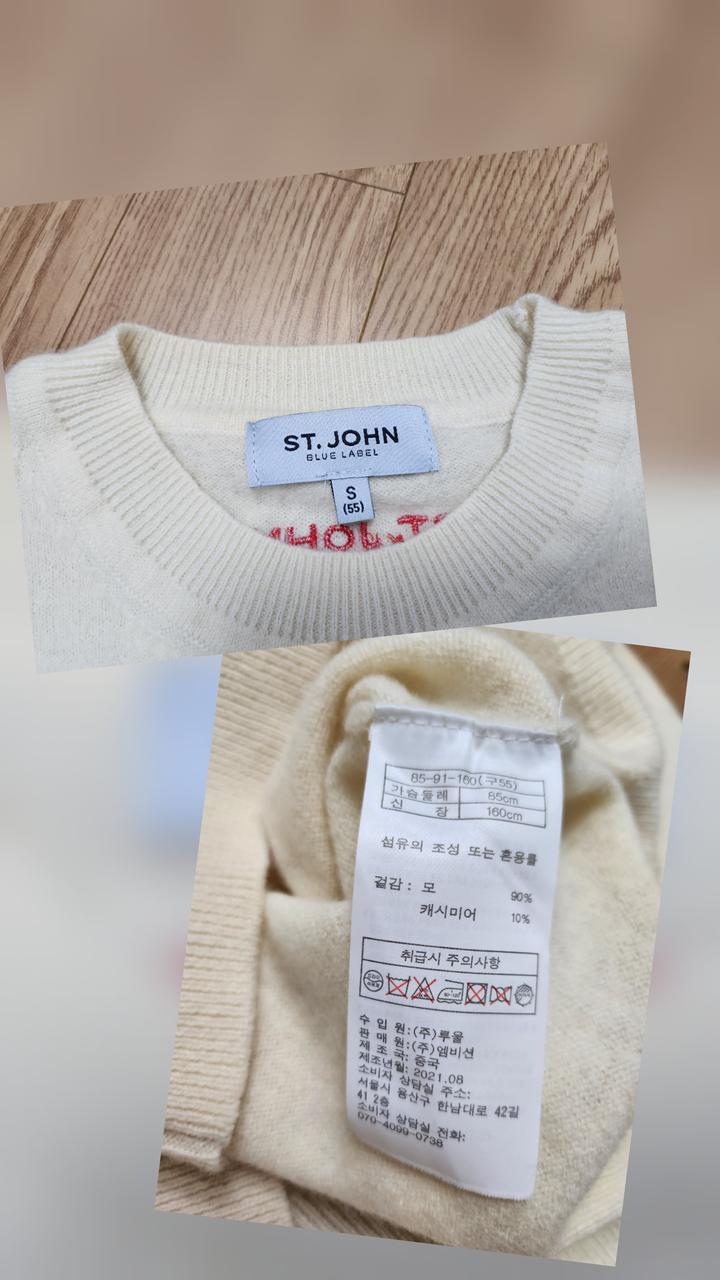 ST. JOHN
BLUE LABEL
S
(55)
85-91-160(구55)
가슴둘레 85cm
신 장 160cm
섬유의 조성 또는 혼용률
겉감 : 모 90%
캐시미어 10%
취급시 주의사항
수 입 원:(주)루울
판 매 원:(주)엠비션
제 조 국: 중국
제조년월: 2021.08
소비자 상담실 주소:
서울시 용산구 한남대로 42길
41 2층
소비자 상담실 전화:
070-4099-0738